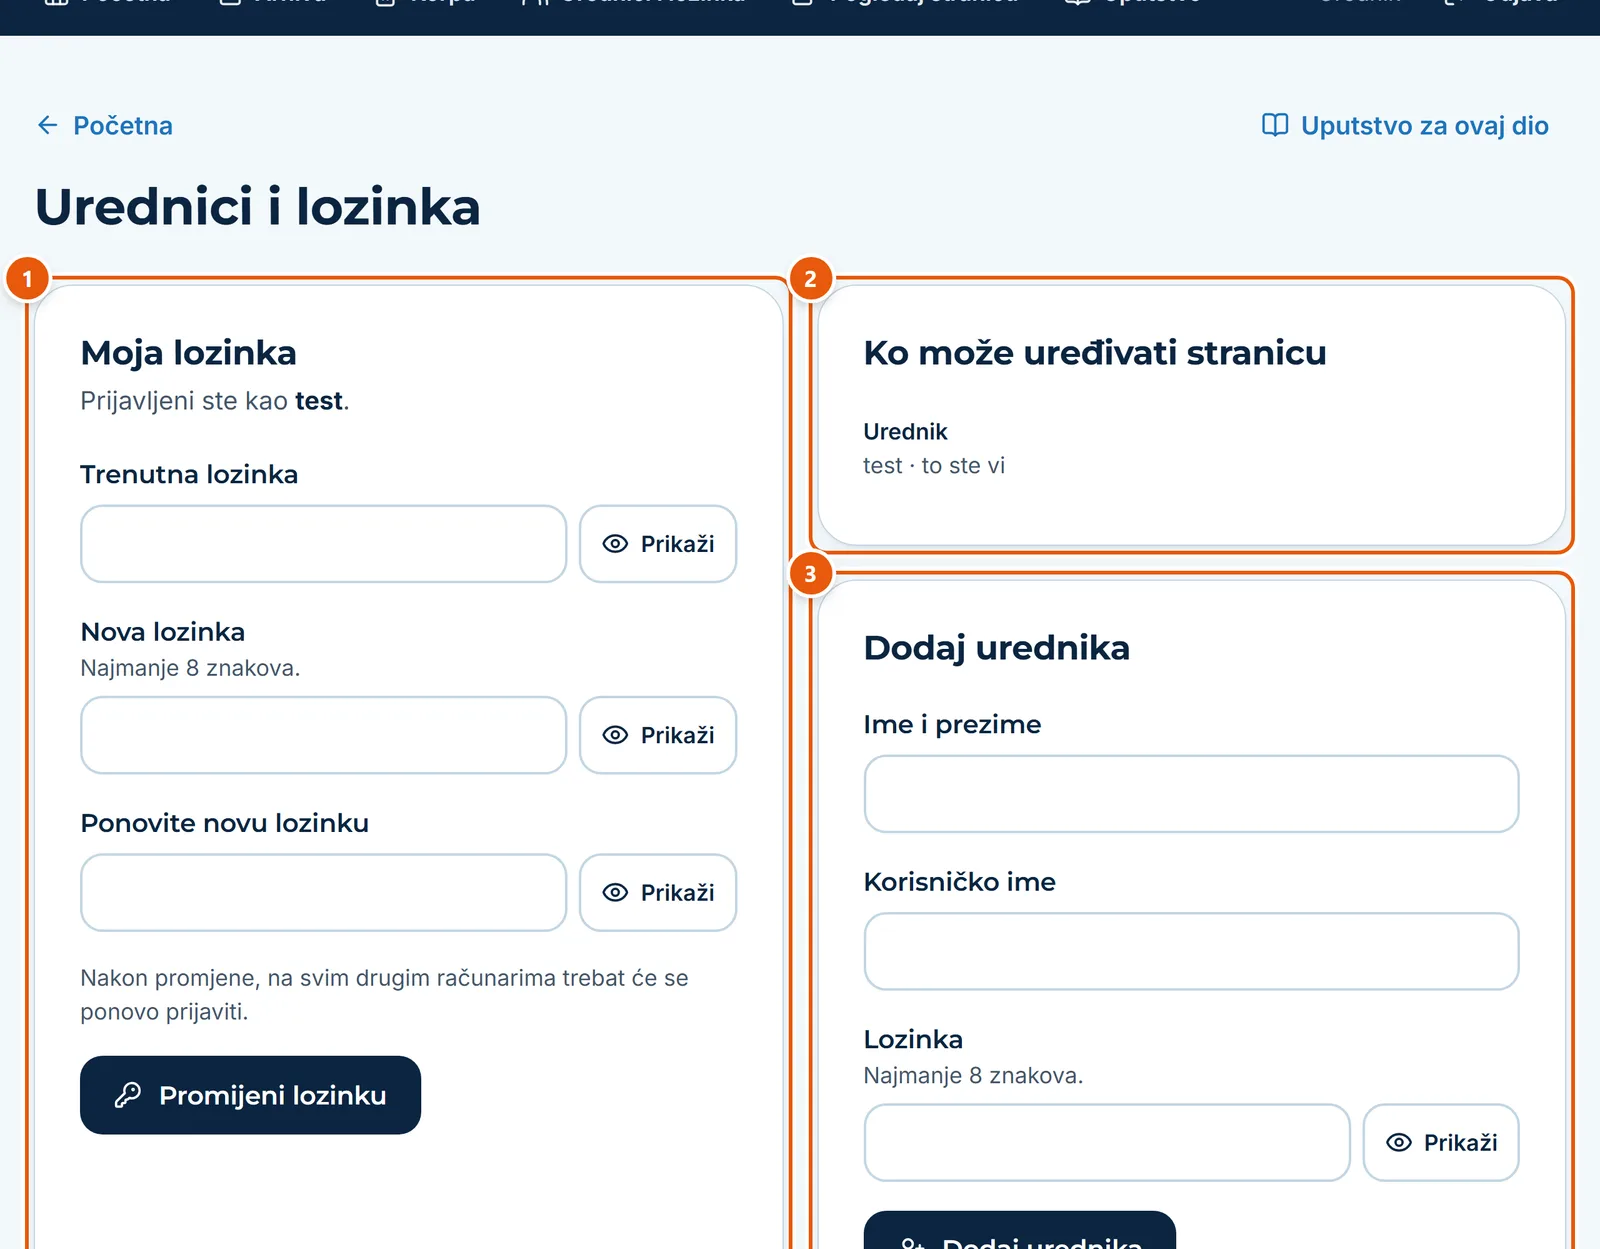 Početna
Uputstvo za ovaj dio
Urednici i lozinka
1
Moja lozinka
Prijavljeni ste kao test.
Trenutna lozinka
Prikaži
Nova lozinka
Najmanje 8 znakova.
Prikaži
Ponovite novu lozinku
Prikaži
Nakon promjene, na svim drugim računarima trebat će se
ponovo prijaviti.
Promijeni lozinku
2
Ko može uređivati stranicu
Urednik
test · to ste vi
3
Dodaj urednika
Ime i prezime
Korisničko ime
Lozinka
Najmanje 8 znakova.
Prikaži
Dodaj urednika